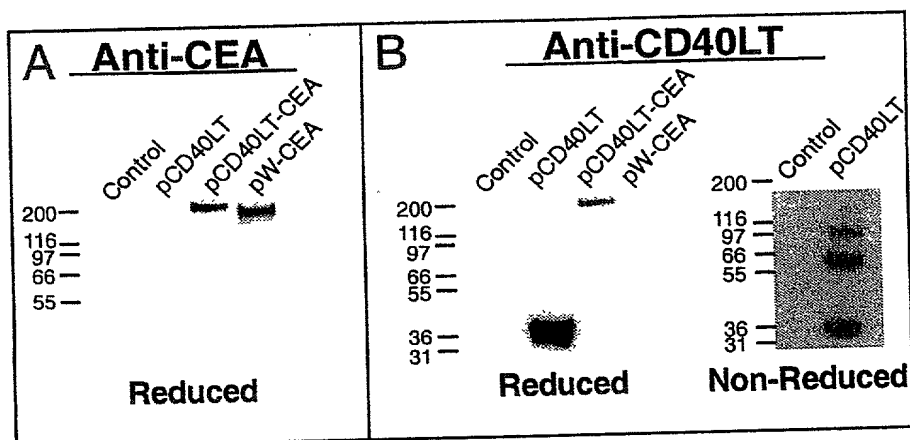 A Anti-CEA
Control
pCD40LT
pCD40LT-CEA
pW-CEA
200
116
97
66
55
Reduced
B Anti-CD40LT
Control
pCD40LT
pCD40LT-CEA
pW-CEA
200
116
97
66
55
36
31
Reduced
Control
pCD40LT
200
116
97
66
55
36
31
Non-Reduced